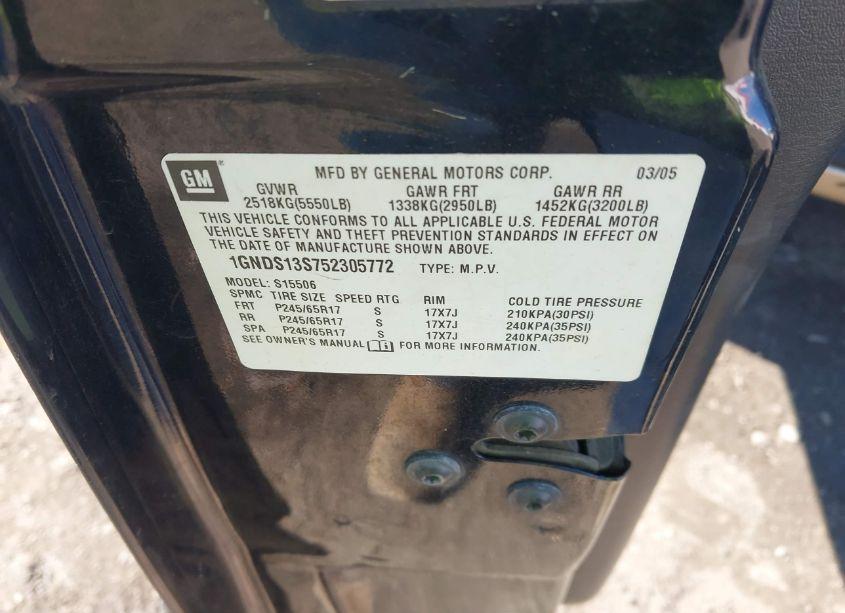 GM ® MFD BY GENERAL MOTORS CORP. 03/05
GVWR GAWR FRT GAWR RR
2518KG(5550LB) 1338KG(2950LB) 1452KG(3200LB)
THIS VEHICLE CONFORMS TO ALL APPLICABLE U.S. FEDERAL MOTOR
VEHICLE SAFETY AND THEFT PREVENTION STANDARDS IN EFFECT ON
THE DATE OF MANUFACTURE SHOWN ABOVE.
1GNDS13S752305772 TYPE: M.P.V.
MODEL: S15506
SPMC TIRE SIZE SPEED RTG RIM COLD TIRE PRESSURE
FRT P245/65R17 S 17X7J 210KPA(30PSI)
RR P245/65R17 S 17X7J 240KPA(35PSI)
SPA P245/65R17 S 17X7J 240KPA(35PSI)
SEE OWNER'S MANUAL FOR MORE INFORMATION.